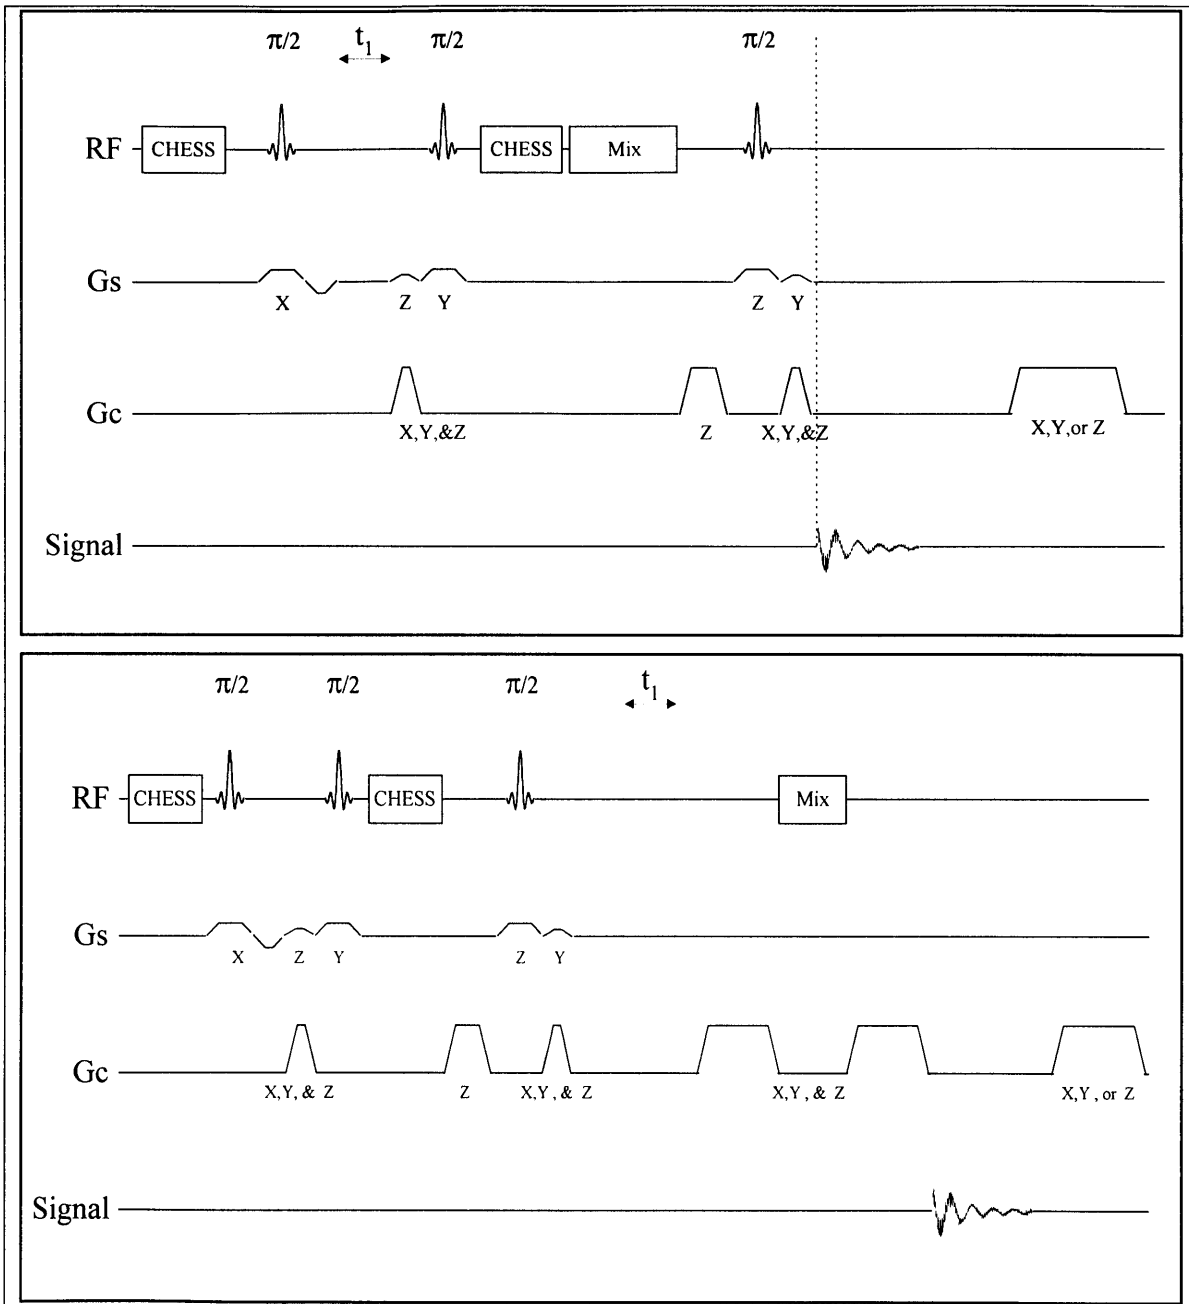 π/2 t₁ π/2 π/2
RF CHESS CHESS Mix
Gs X Z Y Z Y
Gc X,Y,&Z Z X,Y,&Z X,Y,or Z
Signal
π/2 π/2 π/2 t₁
RF CHESS CHESS Mix
Gs X Z Y Z Y
Gc X,Y, & Z Z X,Y, & Z X,Y, & Z X,Y, or Z
Signal